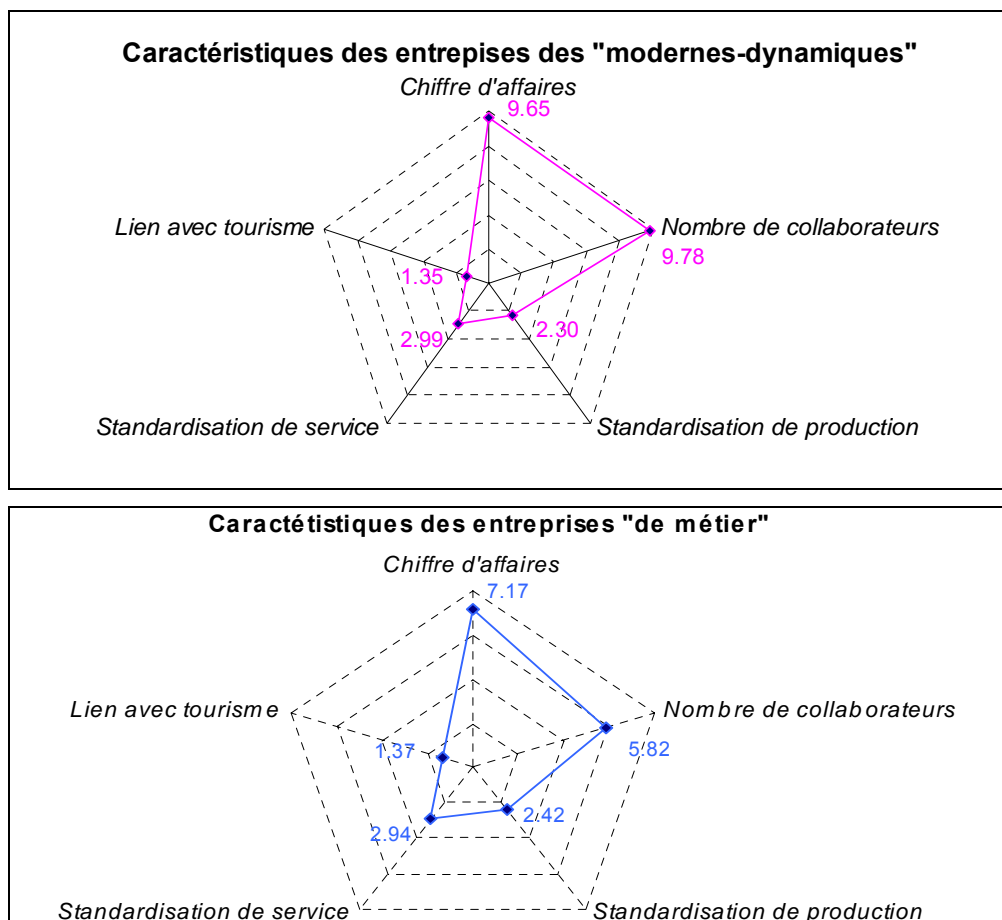 Caractéristiques des entrepises des "modernes-dynamiques"
Chiffre d'affaires
9.65
Lien avec tourisme
Nombre de collaborateurs
9.78
1.35
2.99
2.30
Standardisation de service
Standardisation de production
Caractétistiques des entreprises "de métier"
Chiffre d'affaires
7.17
Lien avec tourisme
Nombre de collaborateurs
1.37
5.82
2.94
2.42
Standardisation de service
Standardisation de production